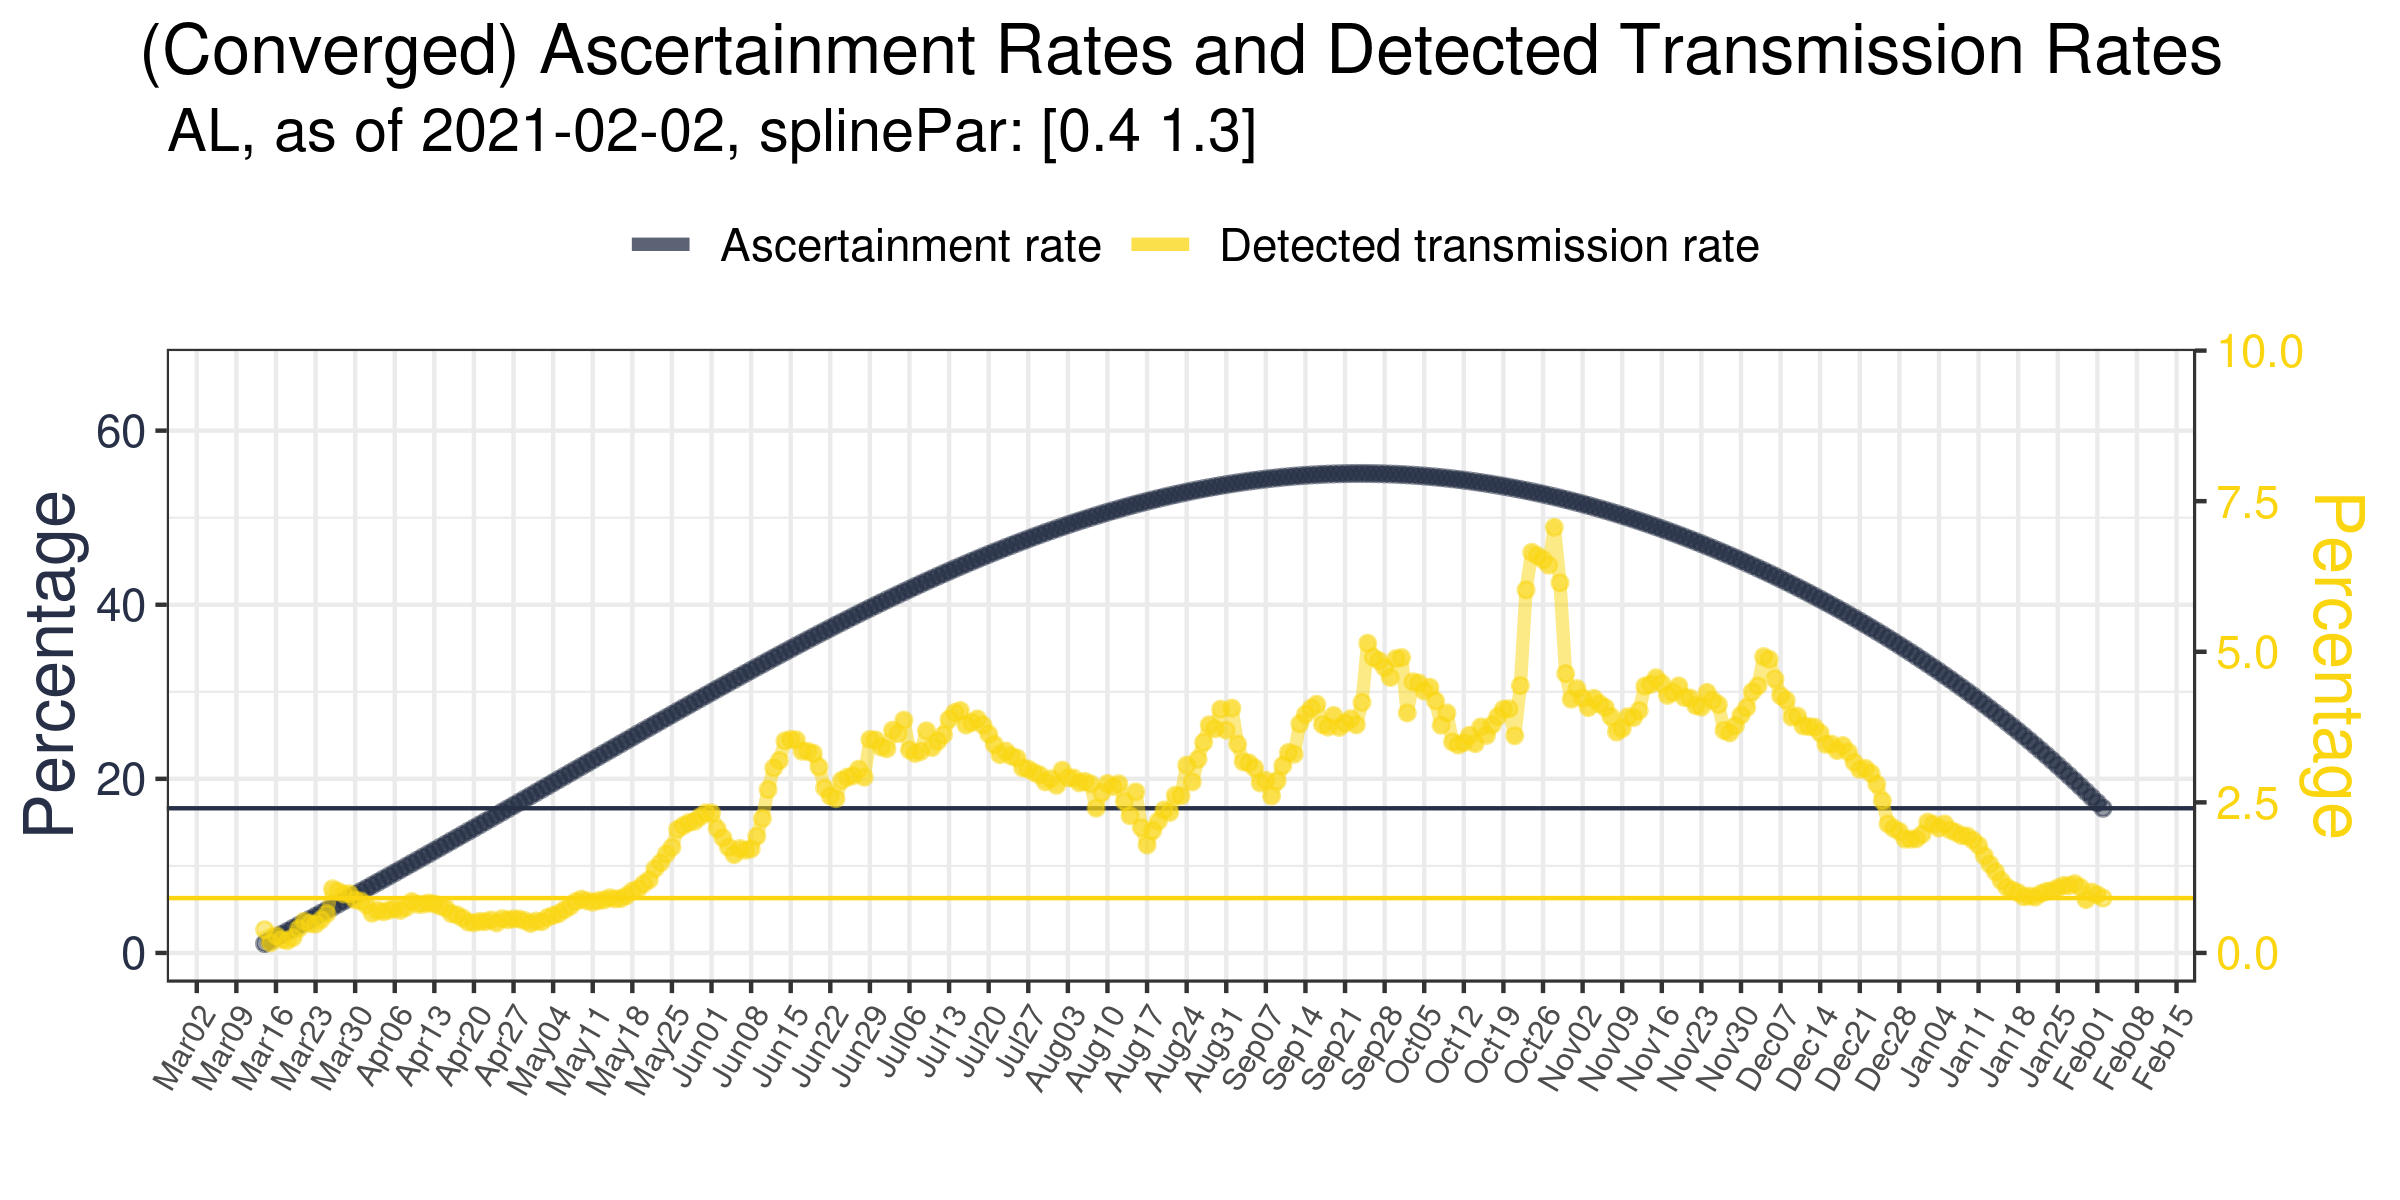 (Converged) Ascertainment Rates and Detected Transmission Rates
AL, as of 2021-02-02, splinePar: [0.4 1.3]
Ascertainment rate
Detected transmission rate
Percentage
60
40
20
0
10.0
7.5
5.0
2.5
0.0
Percentage
Mar02
Mar09
Mar16
Mar23
Mar30
Apr06
Apr13
Apr20
Apr27
May04
May11
May18
May25
Jun01
Jun08
Jun15
Jun22
Jun29
Jul06
Jul13
Jul20
Jul27
Aug03
Aug10
Aug17
Aug24
Aug31
Sep07
Sep14
Sep21
Sep28
Oct05
Oct12
Oct19
Oct26
Nov02
Nov09
Nov16
Nov23
Nov30
Dec07
Dec14
Dec21
Dec28
Jan04
Jan11
Jan18
Jan25
Feb01
Feb08
Feb15